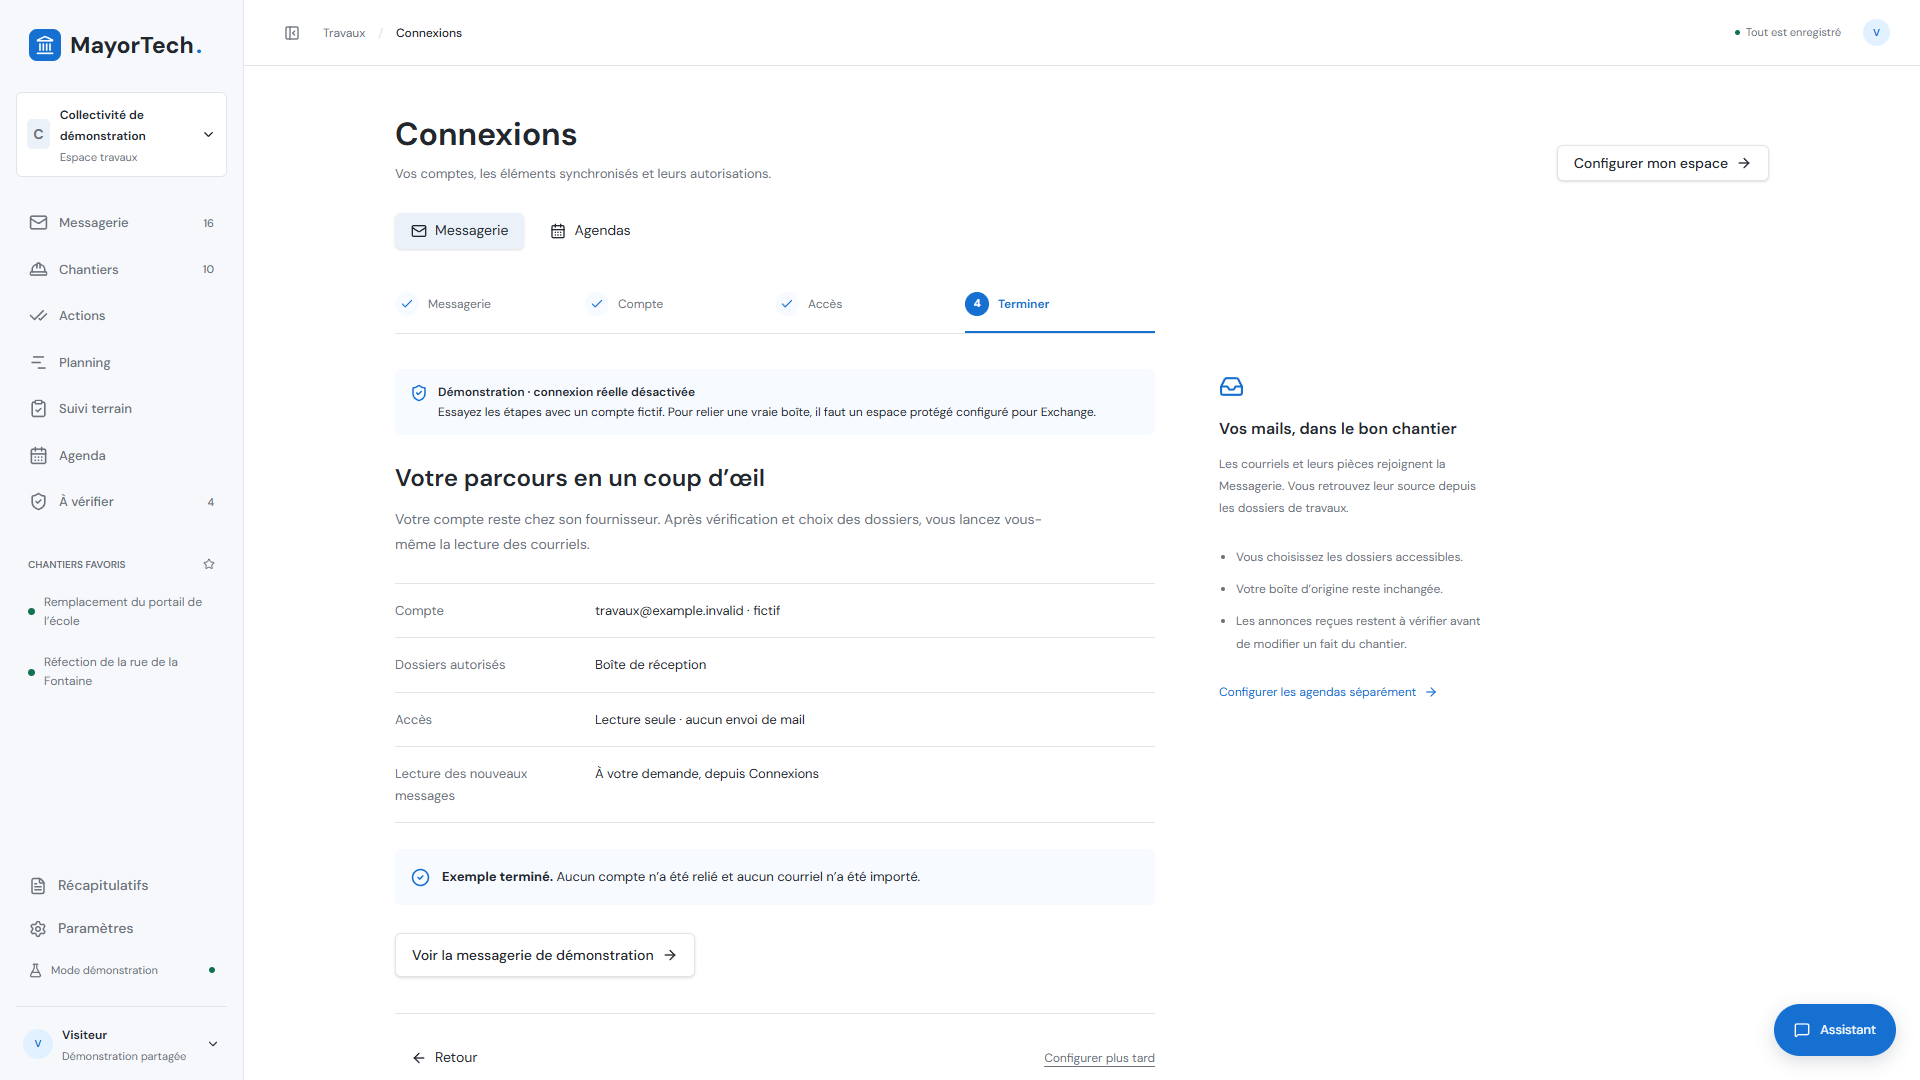 MayorTech.
Collectivité de
démonstration
Espace travaux
C
Messagerie 16
Chantiers 10
Actions
Planning
Suivi terrain
Agenda
À vérifier 4
CHANTIERS FAVORIS
Remplacement du portail de
l’école
Réfection de la rue de la
Fontaine
Récapitulatifs
Paramètres
Mode démonstration
V
Visiteur
Démonstration partagée
Travaux / Connexions
Tout est enregistré
V
Connexions
Vos comptes, les éléments synchronisés et leurs autorisations.
Configurer mon espace
Messagerie
Agendas
Messagerie
Compte
Accès
4 Terminer
Démonstration · connexion réelle désactivée
Essayez les étapes avec un compte fictif. Pour relier une vraie boîte, il faut un espace protégé configuré pour Exchange.
Votre parcours en un coup d’œil
Votre compte reste chez son fournisseur. Après vérification et choix des dossiers, vous lancez vous-
même la lecture des courriels.
Compte travaux@example.invalid · fictif
Dossiers autorisés Boîte de réception
Accès Lecture seule · aucun envoi de mail
Lecture des nouveaux
messages
À votre demande, depuis Connexions
Exemple terminé. Aucun compte n’a été relié et aucun courriel n’a été importé.
Voir la messagerie de démonstration
Retour
Configurer plus tard
Vos mails, dans le bon chantier
Les courriels et leurs pièces rejoignent la
Messagerie. Vous retrouvez leur source depuis
les dossiers de travaux.
• Vous choisissez les dossiers accessibles.
• Votre boîte d’origine reste inchangée.
• Les annonces reçues restent à vérifier avant
de modifier un fait du chantier.
Configurer les agendas séparément
Assistant